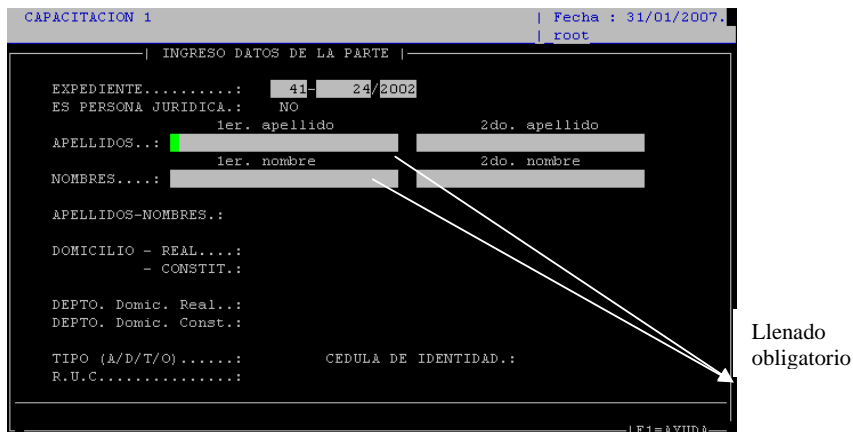 CAPACITACION 1 | Fecha : 31/01/2007.
| root
| INGRESO DATOS DE LA PARTE |
EXPEDIENTE..........: 41- 24/2002
ES PERSONA JURIDICA.: NO
1er. apellido 2do. apellido
APELLIDOS..:
1er. nombre 2do. nombre
NOMBRES....:
APELLIDOS-NOMBRES.:
DOMICILIO - REAL....:
- CONSTIT.:
DEPTO. Domic. Real..:
DEPTO. Domic. Const.:
TIPO (A/D/T/O)......: CEDULA DE IDENTIDAD.:
R.U.C...............:
|F1=AYUDA
Llenado
obligatorio